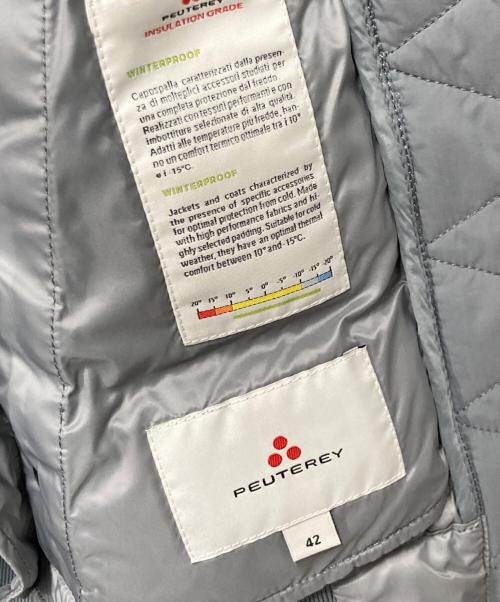 PEUTEREY
INSULATION GRADE
WINTERPROOF
Capospalla caratterizzati dalla presen-
za di molteplici accessori studiati per
una completa protezione dal freddo.
Realizzati con tessuti performanti e con
imbottiture selezionate di alta qualità.
Adatti alle temperature più fredde, han-
no un comfort termico ottimale tra i 10°
e i -15°C.
WINTERPROOF
Jackets and coats characterized by
the presence of specific accessories
for optimal protection from cold. Made
with high performance fabrics and hi-
ghly selected padding. Suitable for cold
weather, they have an optimal thermal
comfort between 10° and -15°C.
20° 15° 10° 5° 0° -5° -10° -15° -20°
PEUTEREY
42